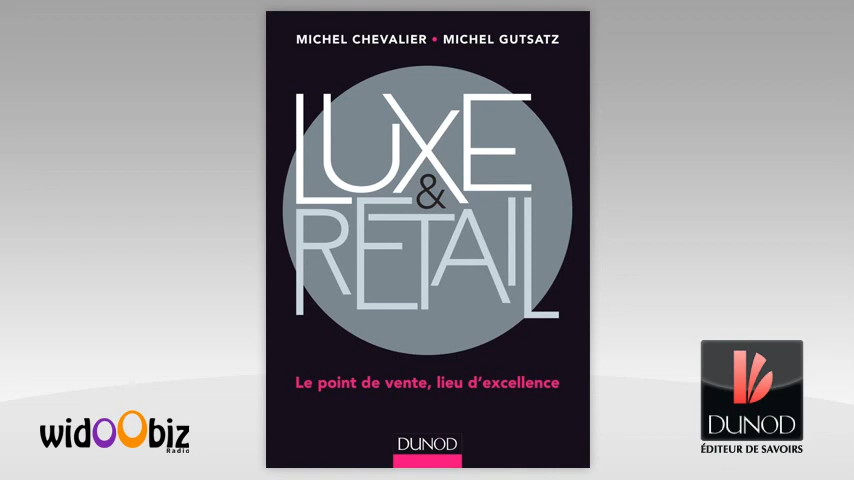 MICHEL CHEVALIER • MICHEL GUTSATZ
LUXE
&
RETAIL
Le point de vente, lieu d'excellence
DUNOD
widOObiz
Radio
DUNOD
ÉDITEUR DE SAVOIRS